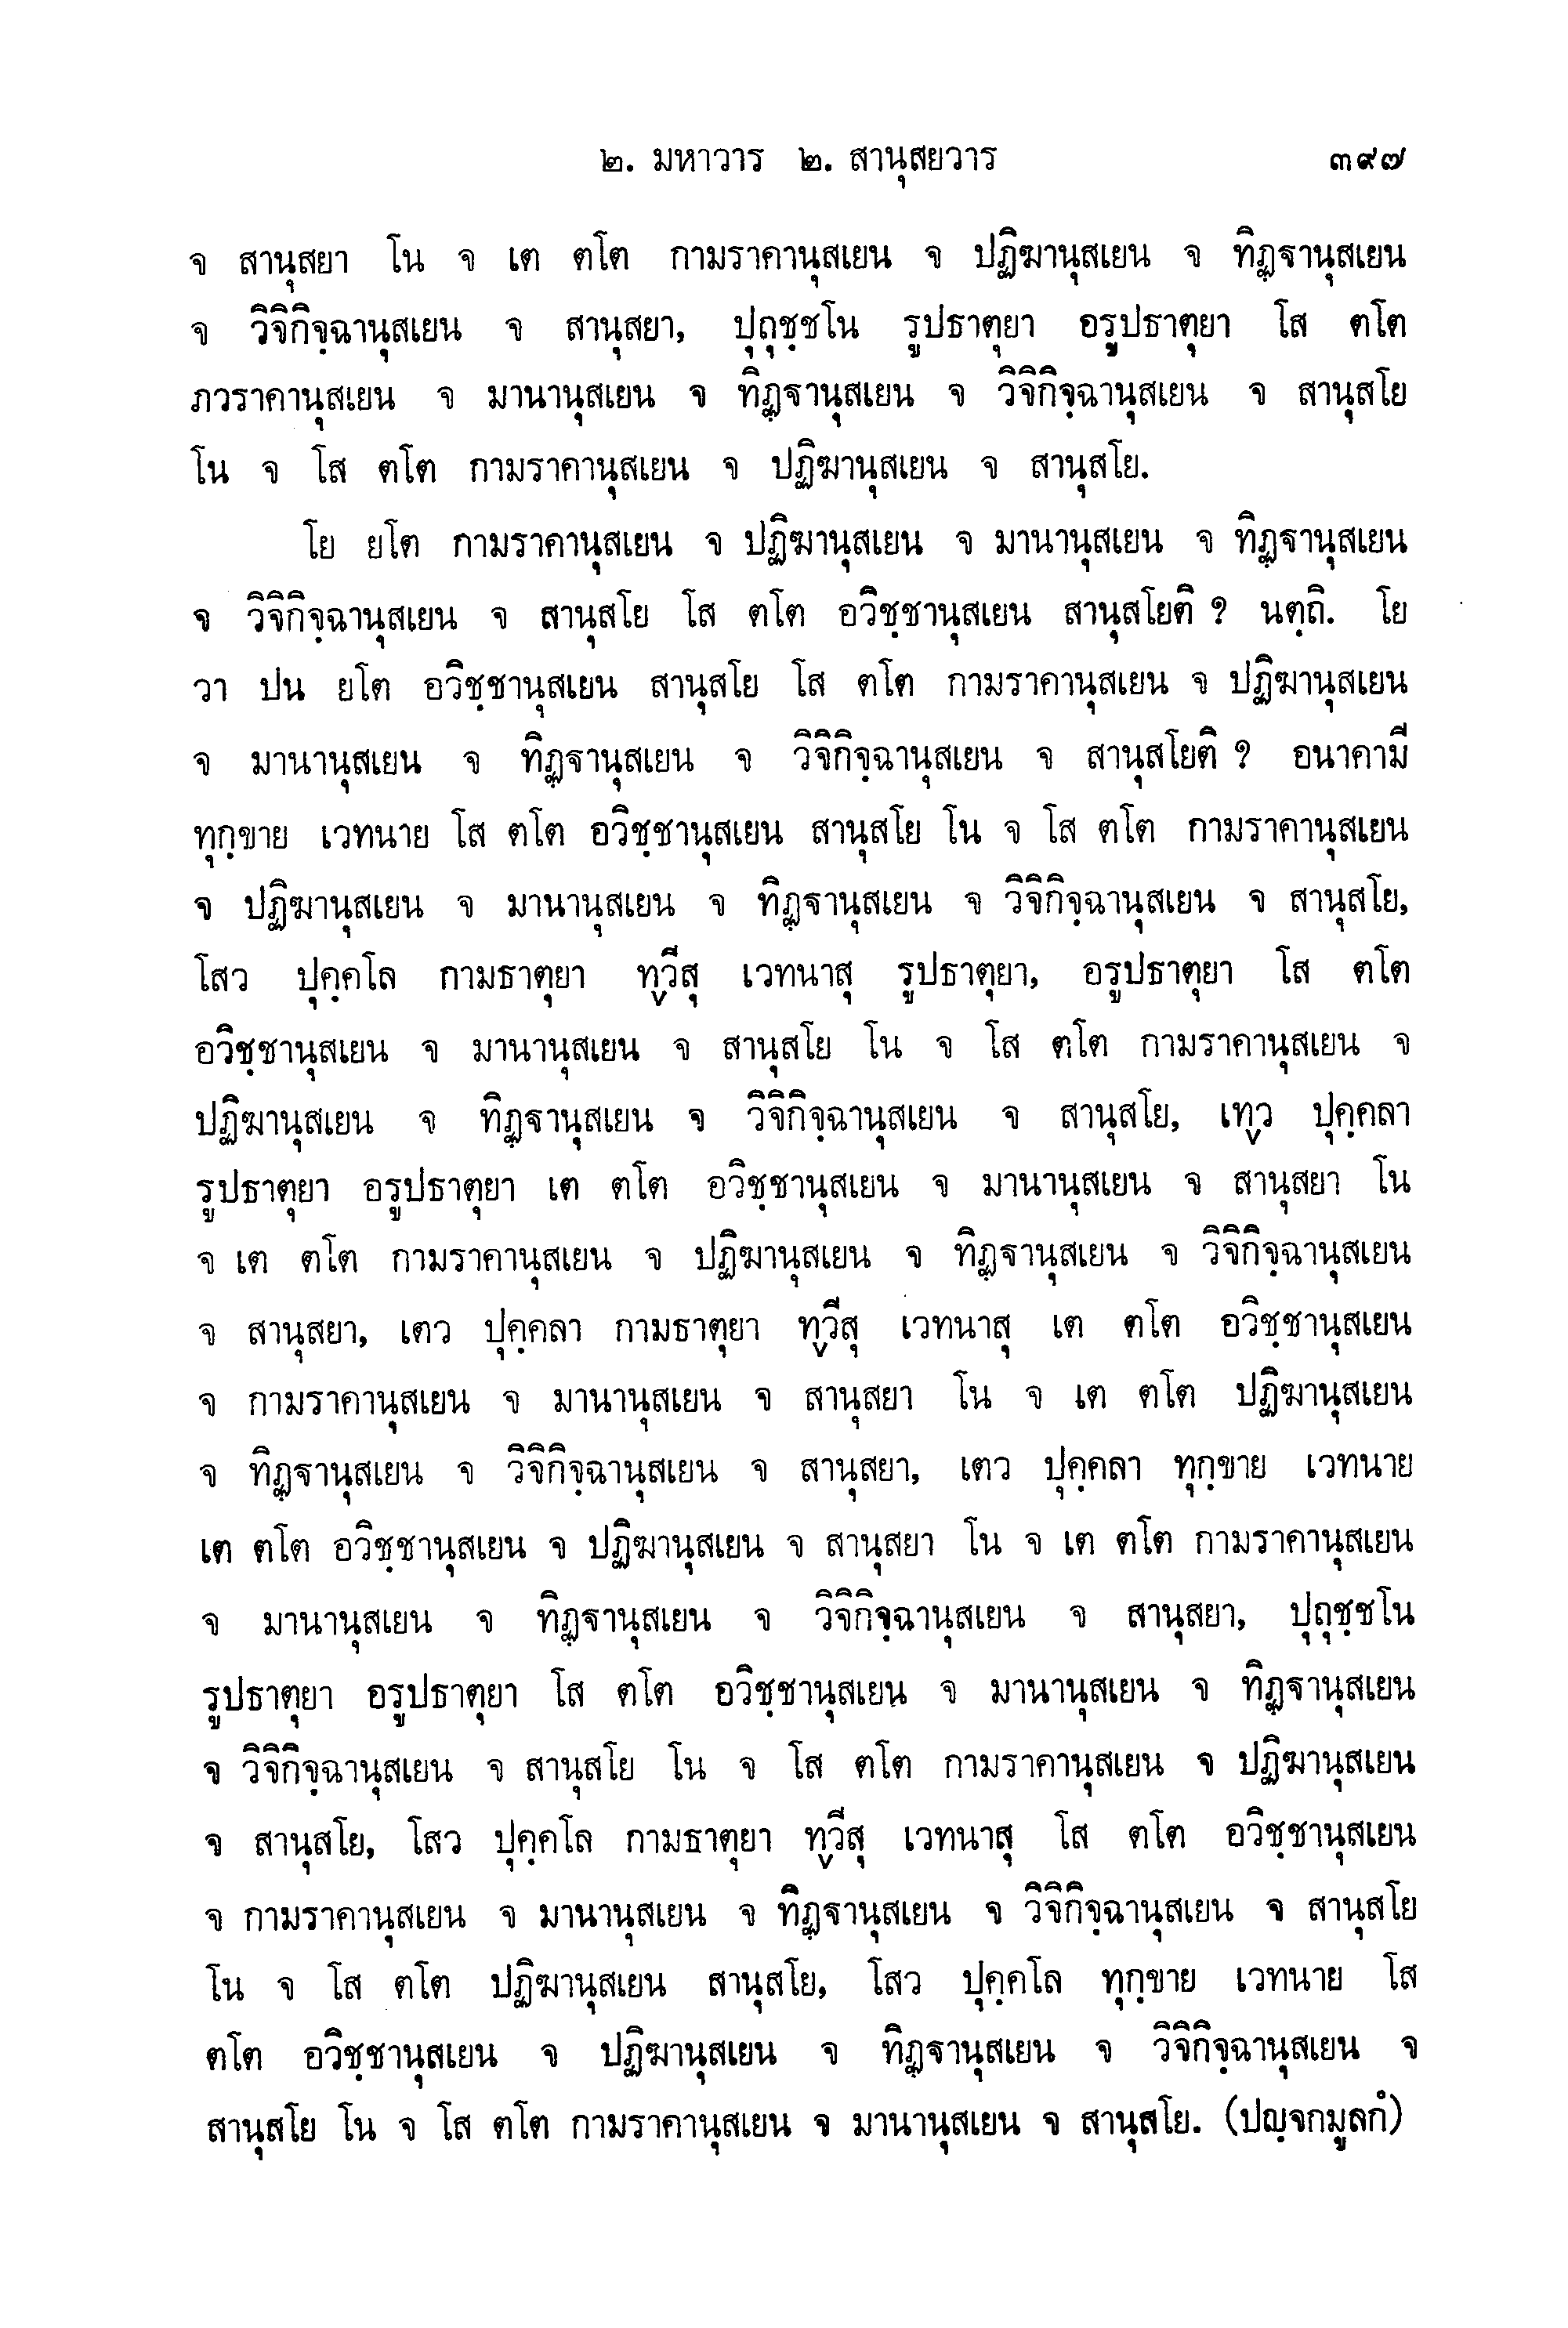 ๒. มหาวาร ๒. สานุสยวาร ๓๙๗
จ สานุสยา โน จ เต ตโต กามราคานุสเยน จ ปฏิฆานุสเยน จ ทิฏฺฐานุสเยน
จ วิจิกิจฺฉานุสเยน จ สานุสยา, ปุถุชฺชโน รูปธาตุยา อรูปธาตุยา โส ตโต
ภวราคานุสเยน จ มานานุสเยน จ ทิฏฺฐานุสเยน จ วิจิกิจฺฉานุสเยน จ สานุสโย
โน จ โส ตโต กามราคานุสเยน จ ปฏิฆานุสเยน จ สานุสโย.
โย ยโต กามราคานุสเยน จ ปฏิฆานุสเยน จ มานานุสเยน จ ทิฏฺฐานุสเยน
จ วิจิกิจฺฉานุสเยน จ สานุสโย โส ตโต อวิชฺชานุสเยน สานุสโยติ ? นตฺถิ. โย
วา ปน ยโต อวิชฺชานุสเยน สานุสโย โส ตโต กามราคานุสเยน จ ปฏิฆานุสเยน
จ มานานุสเยน จ ทิฏฺฐานุสเยน จ วิจิกิจฺฉานุสเยน จ สานุสโยติ ? อนาคามี
ทุกฺขาย เวทนาย โส ตโต อวิชฺชานุสเยน สานุสโย โน จ โส ตโต กามราคานุสเยน
จ ปฏิฆานุสเยน จ มานานุสเยน จ ทิฏฺฐานุสเยน จ วิจิกิจฺฉานุสเยน จ สานุสโย,
โสว ปุคฺคโล กามธาตุยา ทฺวีสุ เวทนาสุ รูปธาตุยา, อรูปธาตุยา โส ตโต
อวิชฺชานุสเยน จ มานานุสเยน จ สานุสโย โน จ โส ตโต กามราคานุสเยน จ
ปฏิฆานุสเยน จ ทิฏฺฐานุสเยน จ วิจิกิจฺฉานุสเยน จ สานุสโย, เทฺว ปุคฺคลา
รูปธาตุยา อรูปธาตุยา เต ตโต อวิชฺชานุสเยน จ มานานุสเยน จ สานุสยา โน
จ เต ตโต กามราคานุสเยน จ ปฏิฆานุสเยน จ ทิฏฺฐานุสเยน จ วิจิกิจฺฉานุสเยน
จ สานุสยา, เตว ปุคฺคลา กามธาตุยา ทฺวีสุ เวทนาสุ เต ตโต อวิชฺชานุสเยน
จ กามราคานุสเยน จ มานานุสเยน จ สานุสยา โน จ เต ตโต ปฏิฆานุสเยน
จ ทิฏฺฐานุสเยน จ วิจิกิจฺฉานุสเยน จ สานุสยา, เตว ปุคฺคลา ทุกฺขาย เวทนาย
เต ตโต อวิชฺชานุสเยน จ ปฏิฆานุสเยน จ สานุสยา โน จ เต ตโต กามราคานุสเยน
จ มานานุสเยน จ ทิฏฺฐานุสเยน จ วิจิกิจฺฉานุสเยน จ สานุสยา, ปุถุชฺชโน
รูปธาตุยา อรูปธาตุยา โส ตโต อวิชฺชานุสเยน จ มานานุสเยน จ ทิฏฺฐานุสเยน
จ วิจิกิจฺฉานุสเยน จ สานุสโย โน จ โส ตโต กามราคานุสเยน จ ปฏิฆานุสเยน
จ สานุสโย, โสว ปุคฺคโล กามธาตุยา ทฺวีสุ เวทนาสุ โส ตโต อวิชฺชานุสเยน
จ กามราคานุสเยน จ มานานุสเยน จ ทิฏฺฐานุสเยน จ วิจิกิจฺฉานุสเยน จ สานุสโย
โน จ โส ตโต ปฏิฆานุสเยน สานุสโย, โสว ปุคฺคโล ทุกฺขาย เวทนาย โส
ตโต อวิชฺชานุสเยน จ ปฏิฆานุสเยน จ ทิฏฺฐานุสเยน จ วิจิกิจฺฉานุสเยน จ
สานุสโย โน จ โส ตโต กามราคานุสเยน จ มานานุสเยน จ สานุสโย. (ปญฺจกมูลกํ)